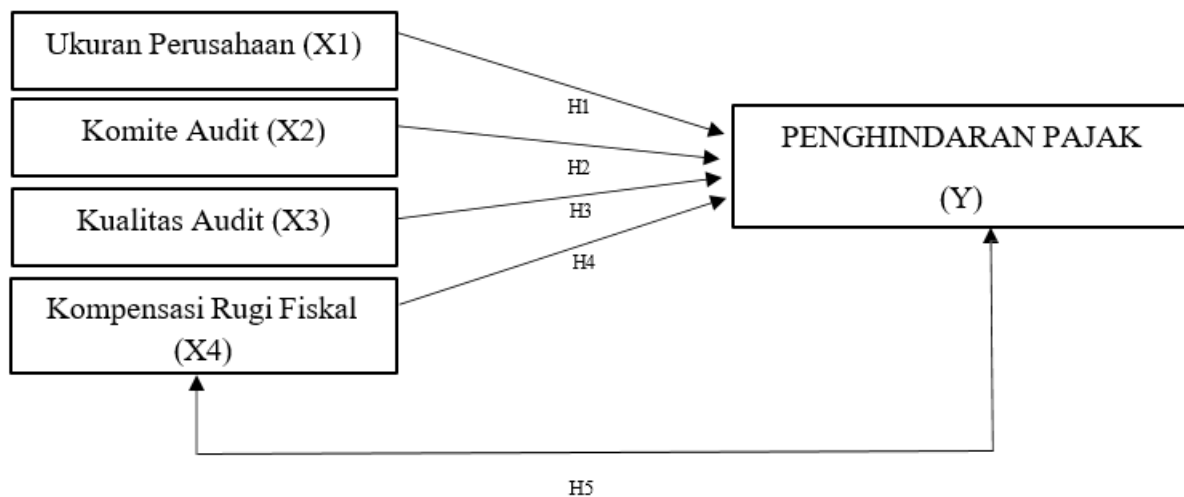 Ukuran Perusahaan (X1)
Komite Audit (X2)
Kualitas Audit (X3)
Kompensasi Rugi Fiskal
(X4)
H1
H2
H3
H4
PENGHINDARAN PAJAK
(Y)
H5